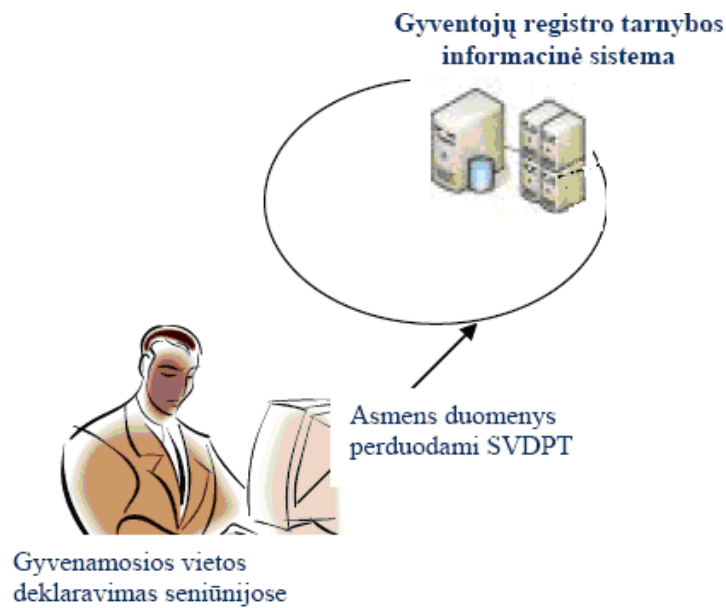 Gyventojų registro tarnybos
informacinė sistema
Asmens duomenys
perduodami SVDPT
Gyvenamosios vietos
deklaravimas seniūnijose